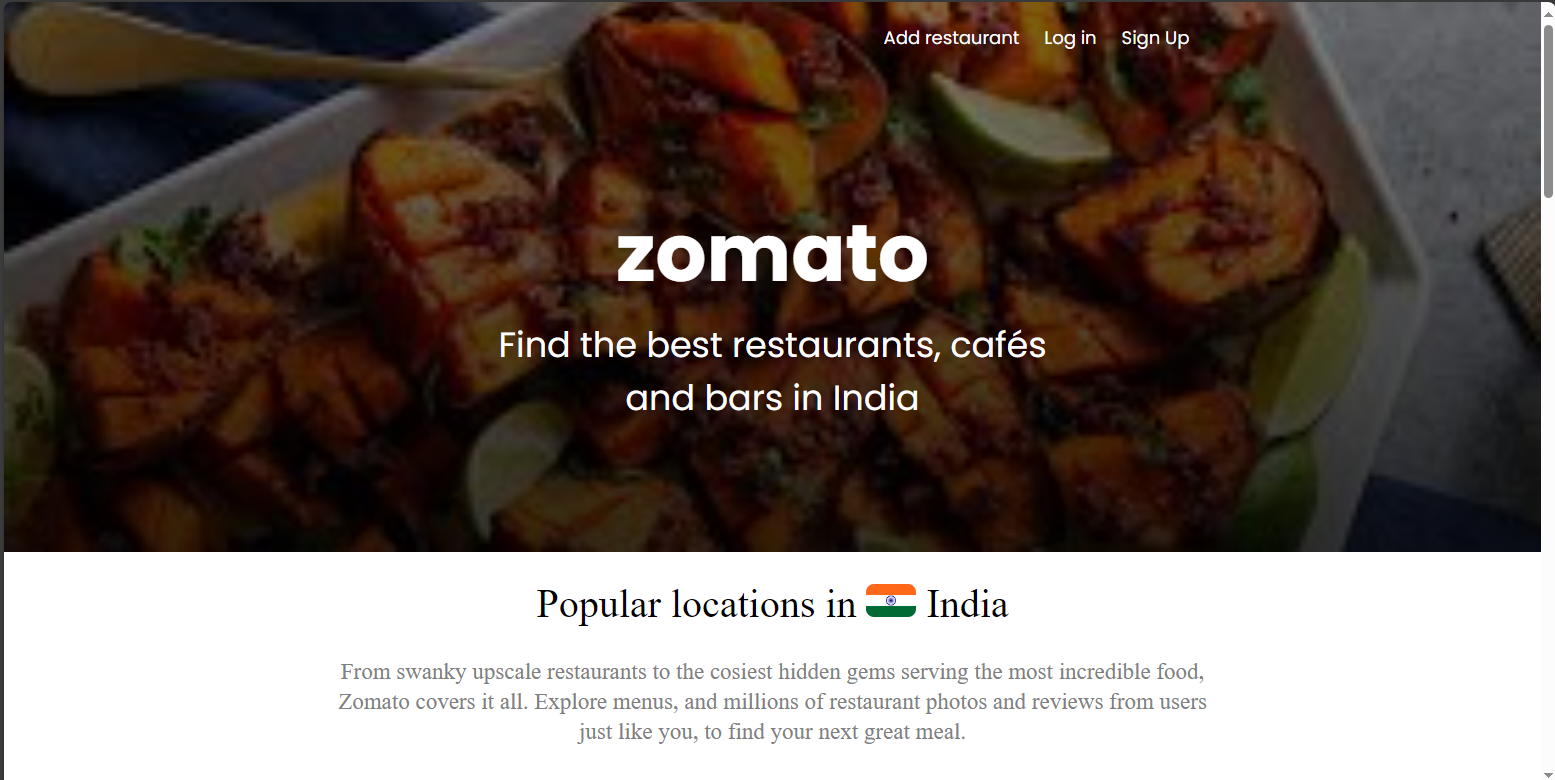 Add restaurant Log in Sign Up
zomato
Find the best restaurants, cafés
and bars in India
Popular locations in India
From swanky upscale restaurants to the cosiest hidden gems serving the most incredible food,
Zomato covers it all. Explore menus, and millions of restaurant photos and reviews from users
just like you, to find your next great meal.